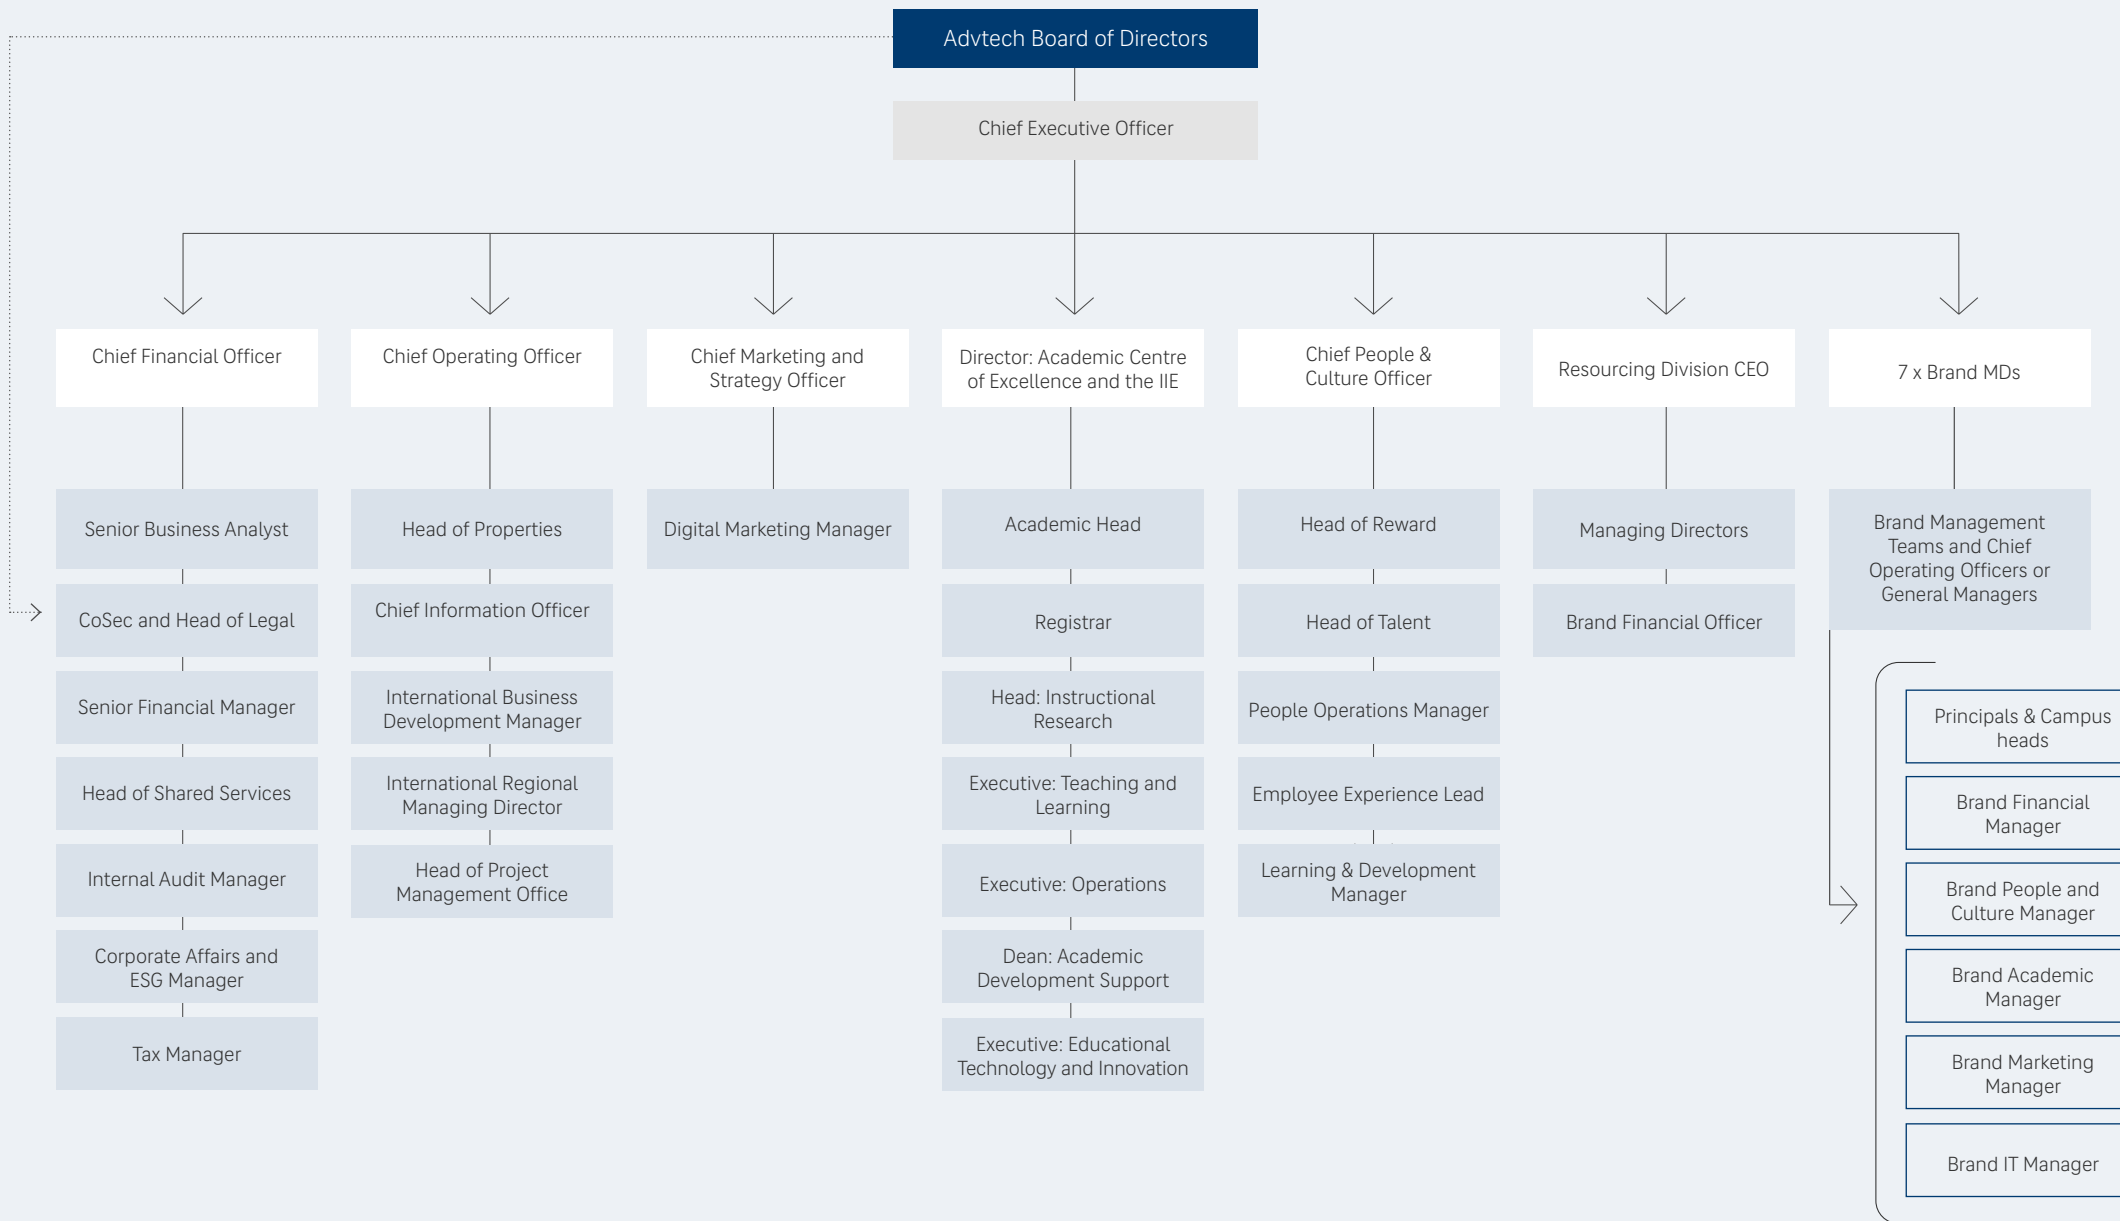 Advtech Board of Directors
Chief Executive Officer
Chief Financial Officer
Senior Business Analyst
CoSec and Head of Legal
Senior Financial Manager
Head of Shared Services
Internal Audit Manager
Corporate Affairs and
ESG Manager
Tax Manager
Chief Operating Officer
Head of Properties
Chief Information Officer
International Business
Development Manager
International Regional
Managing Director
Head of Project
Management Office
Chief Marketing and
Strategy Officer
Digital Marketing Manager
Director: Academic Centre
of Excellence and the IIE
Academic Head
Registrar
Head: Instructional
Research
Executive: Teaching and
Learning
Executive: Operations
Dean: Academic
Development Support
Executive: Educational
Technology and Innovation
Chief People &
Culture Officer
Head of Reward
Head of Talent
People Operations Manager
Employee Experience Lead
Learning & Development
Manager
Resourcing Division CEO
Managing Directors
Brand Financial Officer
7 x Brand MDs
Brand Management
Teams and Chief
Operating Officers or
General Managers
Principals & Campus
heads
Brand Financial
Manager
Brand People and
Culture Manager
Brand Academic
Manager
Brand Marketing
Manager
Brand IT Manager